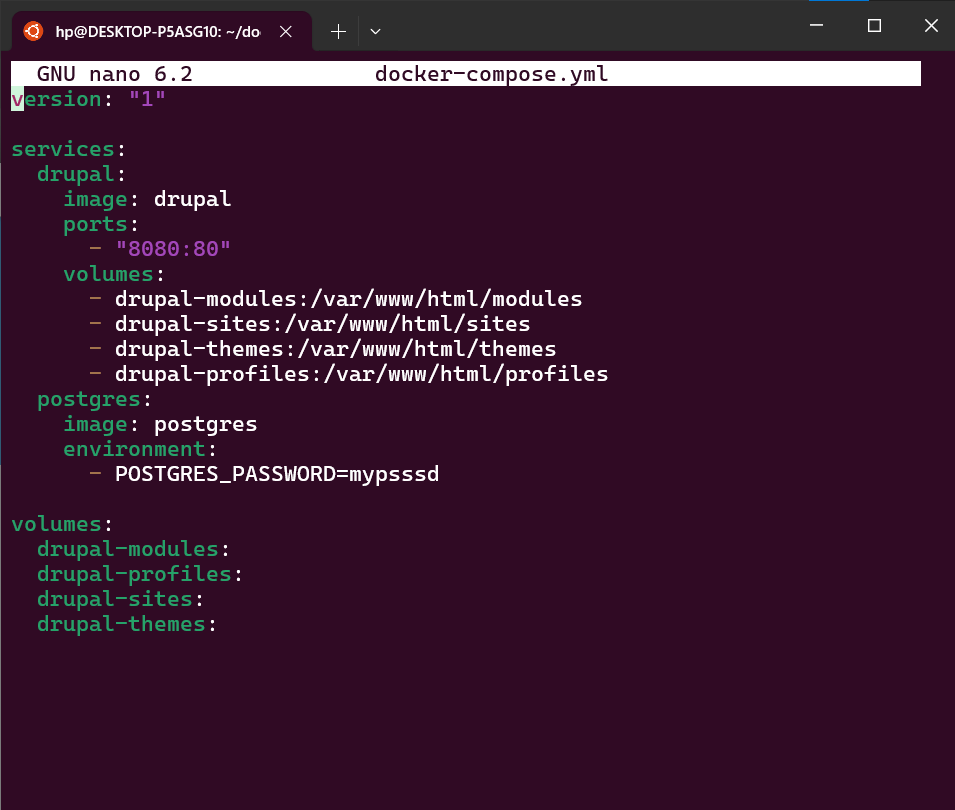 hp@DESKTOP-P5ASG10: ~/do
GNU nano 6.2 docker-compose.yml
version: "1"

services:
  drupal:
    image: drupal
    ports:
      - "8080:80"
    volumes:
      - drupal-modules:/var/www/html/modules
      - drupal-sites:/var/www/html/sites
      - drupal-themes:/var/www/html/themes
      - drupal-profiles:/var/www/html/profiles
  postgres:
    image: postgres
    environment:
      - POSTGRES_PASSWORD=mypsssd

volumes:
  drupal-modules:
  drupal-profiles:
  drupal-sites:
  drupal-themes: